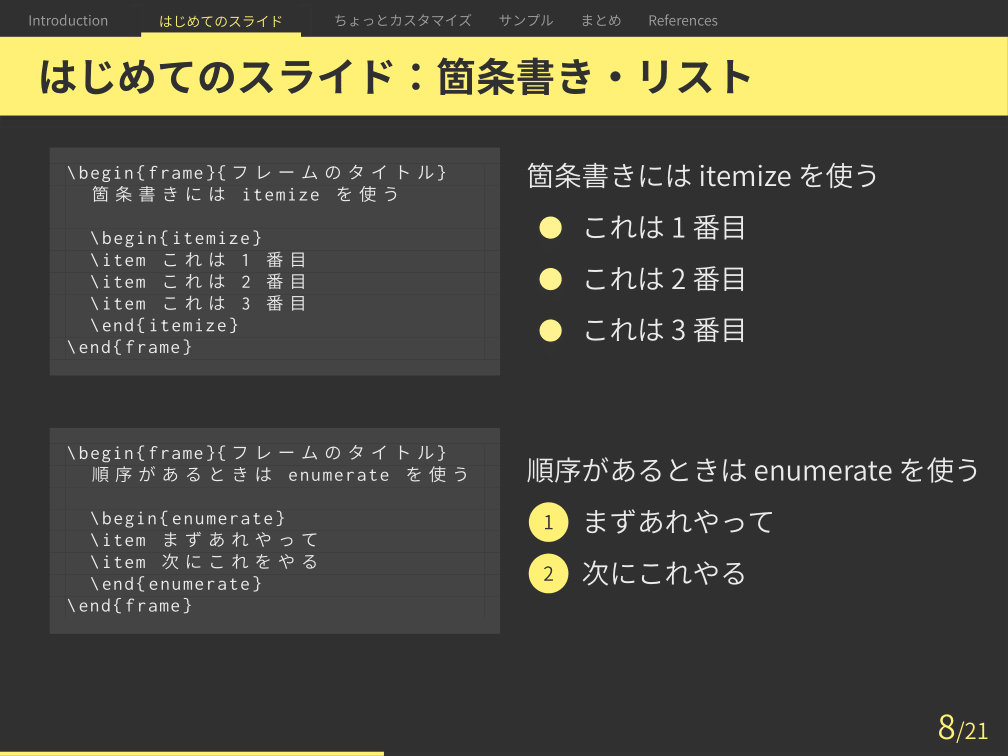 Introduction はじめてのスライド ちょっとカスタマイズ サンプル まとめ References
はじめてのスライド：箇条書き・リスト
\begin{frame}{フレームのタイトル}
箇条書きには itemize を使う
\begin{itemize}
\item これは 1 番目
\item これは 2 番目
\item これは 3 番目
\end{itemize}
\end{frame}
箇条書きには itemize を使う
これは 1 番目
これは 2 番目
これは 3 番目
\begin{frame}{フレームのタイトル}
順序があるときは enumerate を使う
\begin{enumerate}
\item まずあれやって
\item 次にこれをやる
\end{enumerate}
\end{frame}
順序があるときは enumerate を使う
1 まずあれやって
2 次にこれやる
8/21